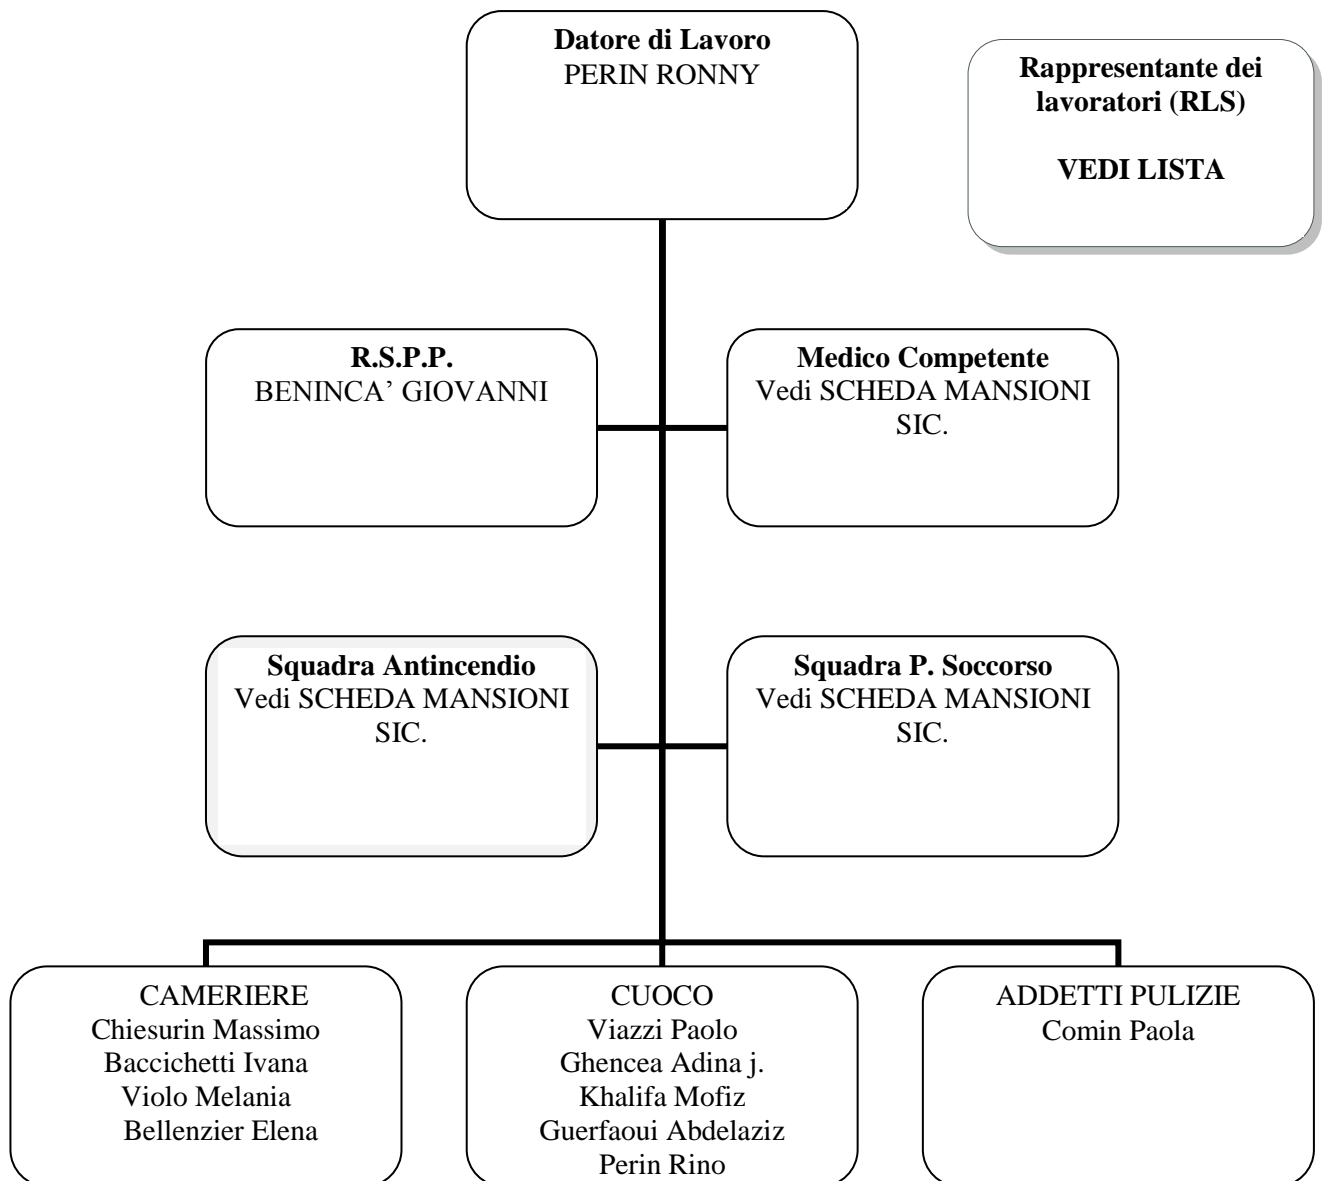 Datore di Lavoro
PERIN RONNY
Rappresentante dei
lavoratori (RLS)
VEDI LISTA
R.S.P.P.
BENINCA’ GIOVANNI
Medico Competente
Vedi SCHEDA MANSIONI
SIC.
Squadra Antincendio
Vedi SCHEDA MANSIONI
SIC.
Squadra P. Soccorso
Vedi SCHEDA MANSIONI
SIC.
CAMERIERE
Chiesurin Massimo
Baccichetti Ivana
Violo Melania
Bellenzier Elena
CUOCO
Viazzi Paolo
Ghencea Adina j.
Khalifa Mofiz
Guerfaoui Abdelaziz
Perin Rino
ADDETTI PULIZIE
Comin Paola